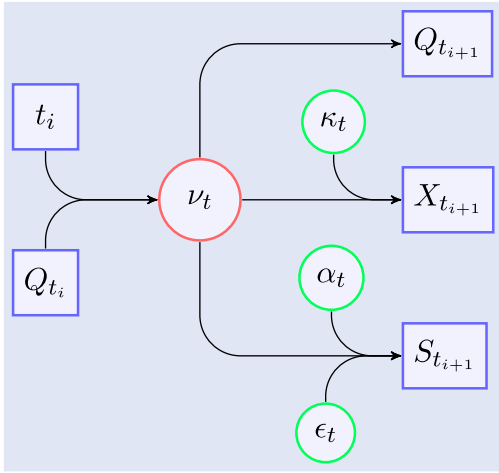 Q_{t_{i+1}}
t_i
κ_t
ν_t
X_{t_{i+1}}
Q_{t_i}
α_t
S_{t_{i+1}}
ϵ_t